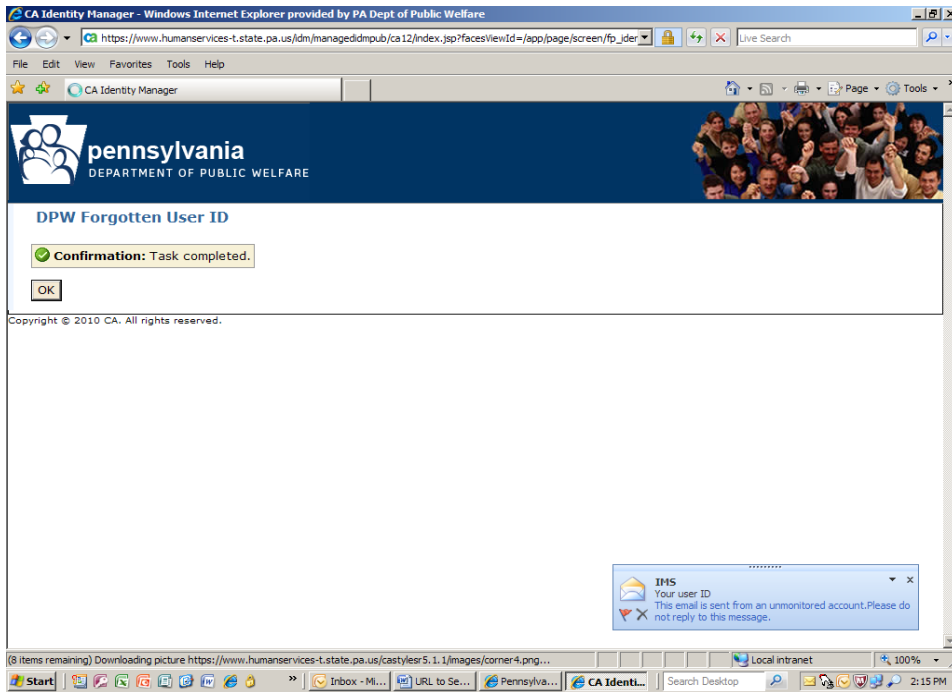 CA Identity Manager - Windows Internet Explorer provided by PA Dept of Public Welfare
https://www.humanservices-t.state.pa.us/idm/managedidmpub/ca12/index.jsp?facesViewId=/app/page/screen/fp_ider
Live Search
File Edit View Favorites Tools Help
CA Identity Manager
Page Tools
pennsylvania
DEPARTMENT OF PUBLIC WELFARE
DPW Forgotten User ID
Confirmation: Task completed.
OK
Copyright © 2010 CA. All rights reserved.
IMS
Your user ID
This email is sent from an unmonitored account.Please do
not reply to this message.
(8 items remaining) Downloading picture https://www.humanservices-t.state.pa.us/castylesr5.1.1/images/corner4.png...
Local intranet
100%
Start
Inbox - Mi...
URL to Se...
Pennsylva...
CA Identi...
Search Desktop
2:15 PM